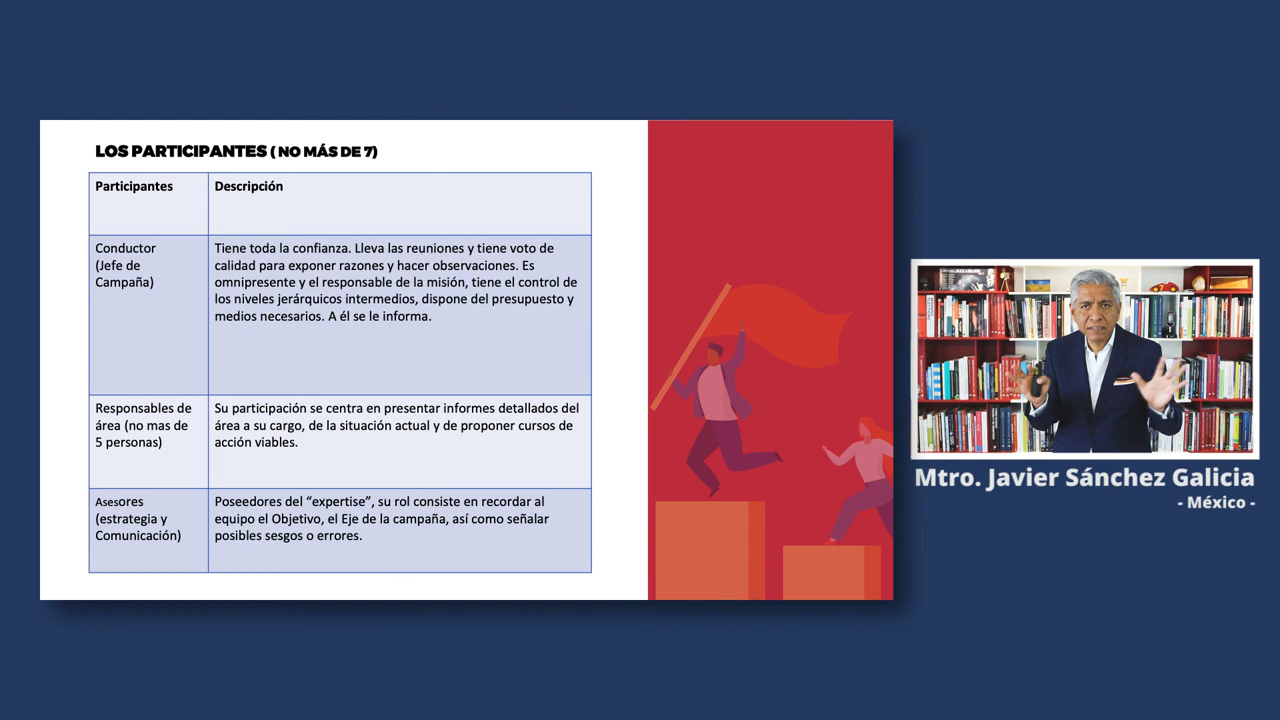 LOS PARTICIPANTES ( NO MÁS DE 7)
Participantes
Descripción
Conductor
(Jefe de
Campaña)
Tiene toda la confianza. Lleva las reuniones y tiene voto de
calidad para exponer razones y hacer observaciones. Es
omnipresente y el responsable de la misión, tiene el control de
los niveles jerárquicos intermedios, dispone del presupuesto y
medios necesarios. A él se le informa.
Responsables de
área (no mas de
5 personas)
Su participación se centra en presentar informes detallados del
área a su cargo, de la situación actual y de proponer cursos de
acción viables.
Asesores
(estrategia y
Comunicación)
Poseedores del “expertise”, su rol consiste en recordar al
equipo el Objetivo, el Eje de la campaña, así como señalar
posibles sesgos o errores.
Mtro. Javier Sánchez Galicia
- México -